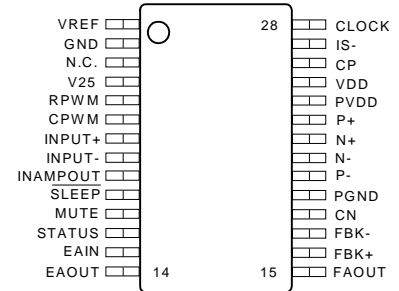 VREF
GND
N.C.
V25
RPWM
CPWM
INPUT+
INPUT-
INAMPOUT
SLEEP
MUTE
STATUS
EAIN
EAOUT
28
14
15
CLOCK
IS-
CP
VDD
PVDD
P+
N+
N-
P-
PGND
CN
FBK-
FBK+
FAOUT